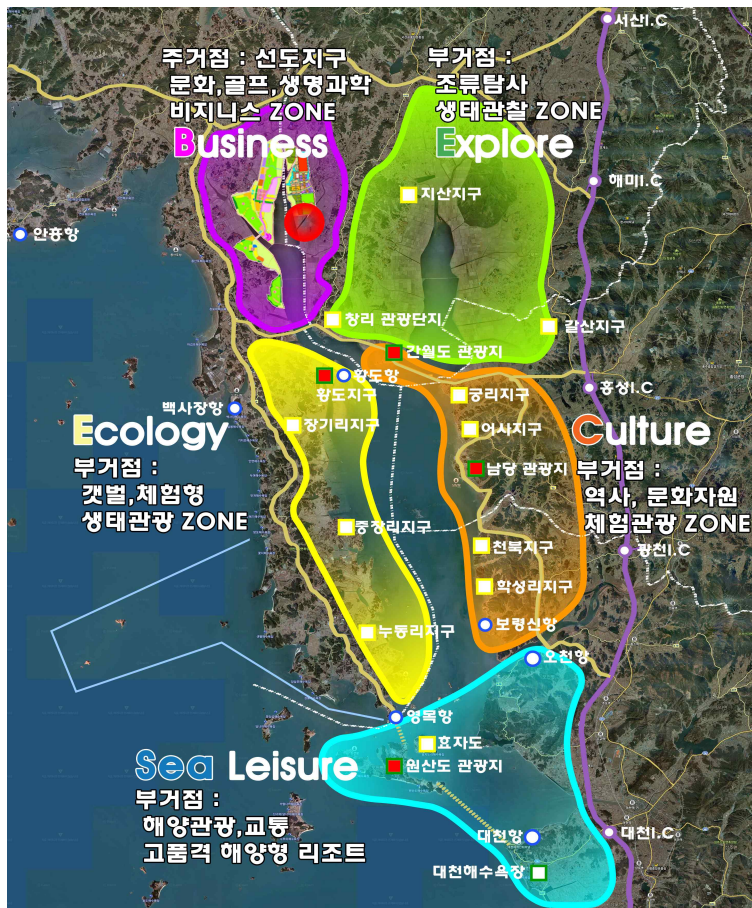 서산I.C
주거점 : 선도지구
문화,골프,생명과학
비지니스 ZONE
Business
부거점 :
조류탐사
생태관찰 ZONE
Explore
해미I.C
지산지구
안흥항
창리 관광단지
갈산지구
간월도 관광지
황도항
황도지구
궁리지구
홍성I.C
백사장항
장기리지구
어사지구
Ecology
부거점 :
갯벌,체험형
생태관광 ZONE
Culture
부거점 :
역사, 문화자원
체험관광 ZONE
남당 관광지
중장리지구
천북지구
광천I.C
학성리지구
누동리지구
보령신항
오천항
영목항
효자도
원산도 관광지
Sea Leisure
부거점 :
해양관광,교통
고품격 해양형 리조트
대천항
대천I.C
대천해수욕장